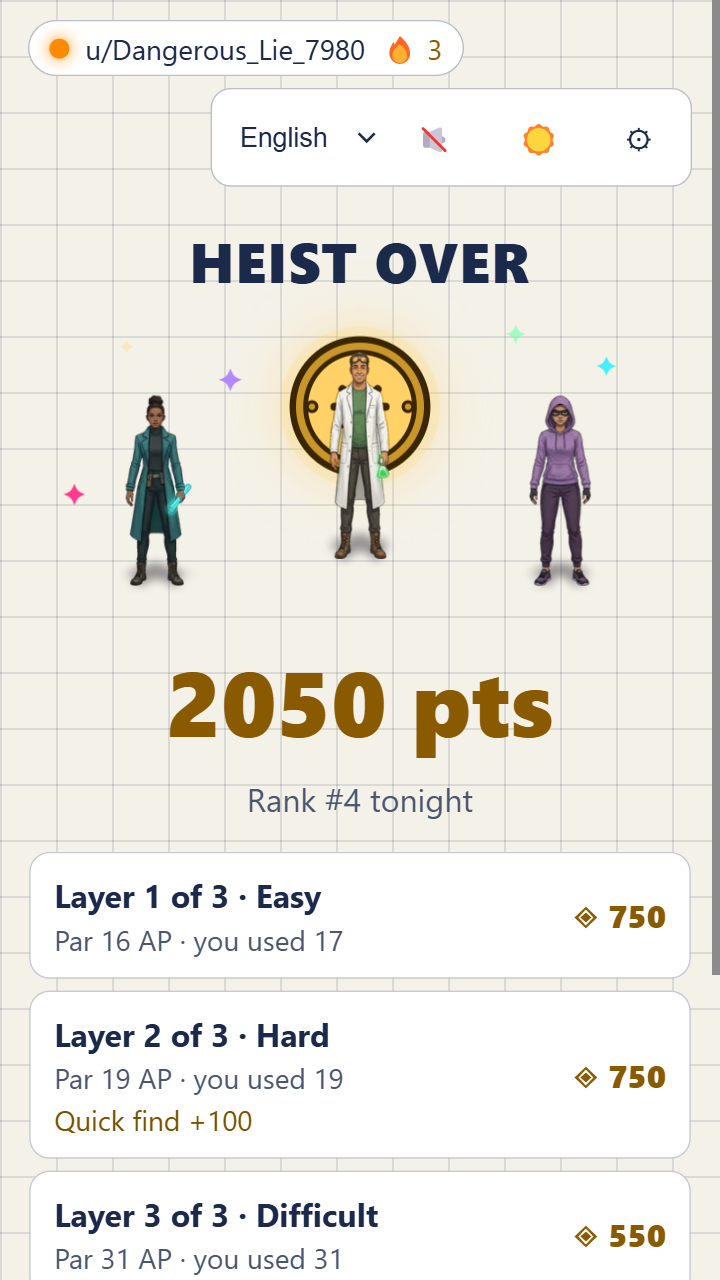 u/Dangerous_Lie_7980 🔥 3
English
HEIST OVER
2050 pts
Rank #4 tonight
Layer 1 of 3 · Easy
Par 16 AP · you used 17
750
Layer 2 of 3 · Hard
Par 19 AP · you used 19
Quick find +100
750
Layer 3 of 3 · Difficult
Par 31 AP · you used 31
550